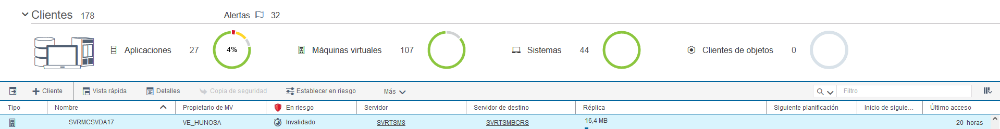 Clientes 178 Alertas 32
Aplicaciones 27 4% Máquinas virtuales 107 Sistemas 44 Clientes de objetos 0
Cliente Vista rápida Detalles Copia de seguridad Establecer en riesgo Más Filtro
Tipo Nombre Propietario de MV En riesgo Servidor Servidor de destino Réplica Siguiente planificación Inicio de siguie... Último acceso
SVRMCSVDA17 VE_HUNOSA Invalidado SVRTSM8 SVRTSMBCRS 16,4 MB 20 horas